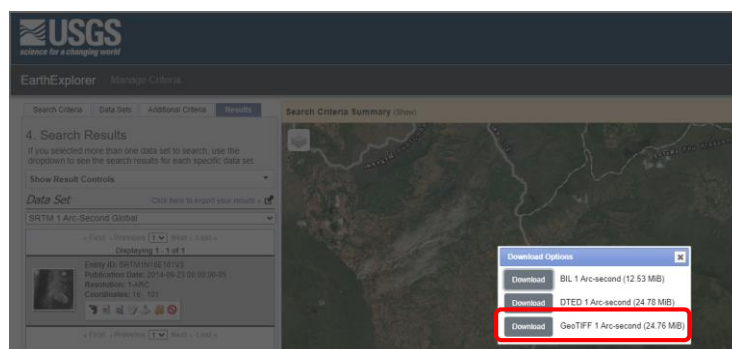 USGS
science for a changing world
EarthExplorer Manage Criteria
Search Criteria Data Sets Additional Criteria Results
Search Criteria Summary (Show)
4. Search Results
If you selected more than one data set to search, use the
dropdown to see the search results for each specific data set.
Show Result Controls
Data Set Click here to export your results »
SRTM 1 Arc-Second Global
« First ‹ Previous 1 Next › Last »
Displaying 1 - 1 of 1
Entity ID: SRTM1N18E101V3
Publication Date: 2014-09-23 00:00:00-05
Resolution: 1-ARC
Coordinates: 18 , 101
« First ‹ Previous 1 Next › Last »
Download Options
Download BIL 1 Arc-second (12.53 MiB)
Download DTED 1 Arc-second (24.78 MiB)
Download GeoTIFF 1 Arc-second (24.76 MiB)